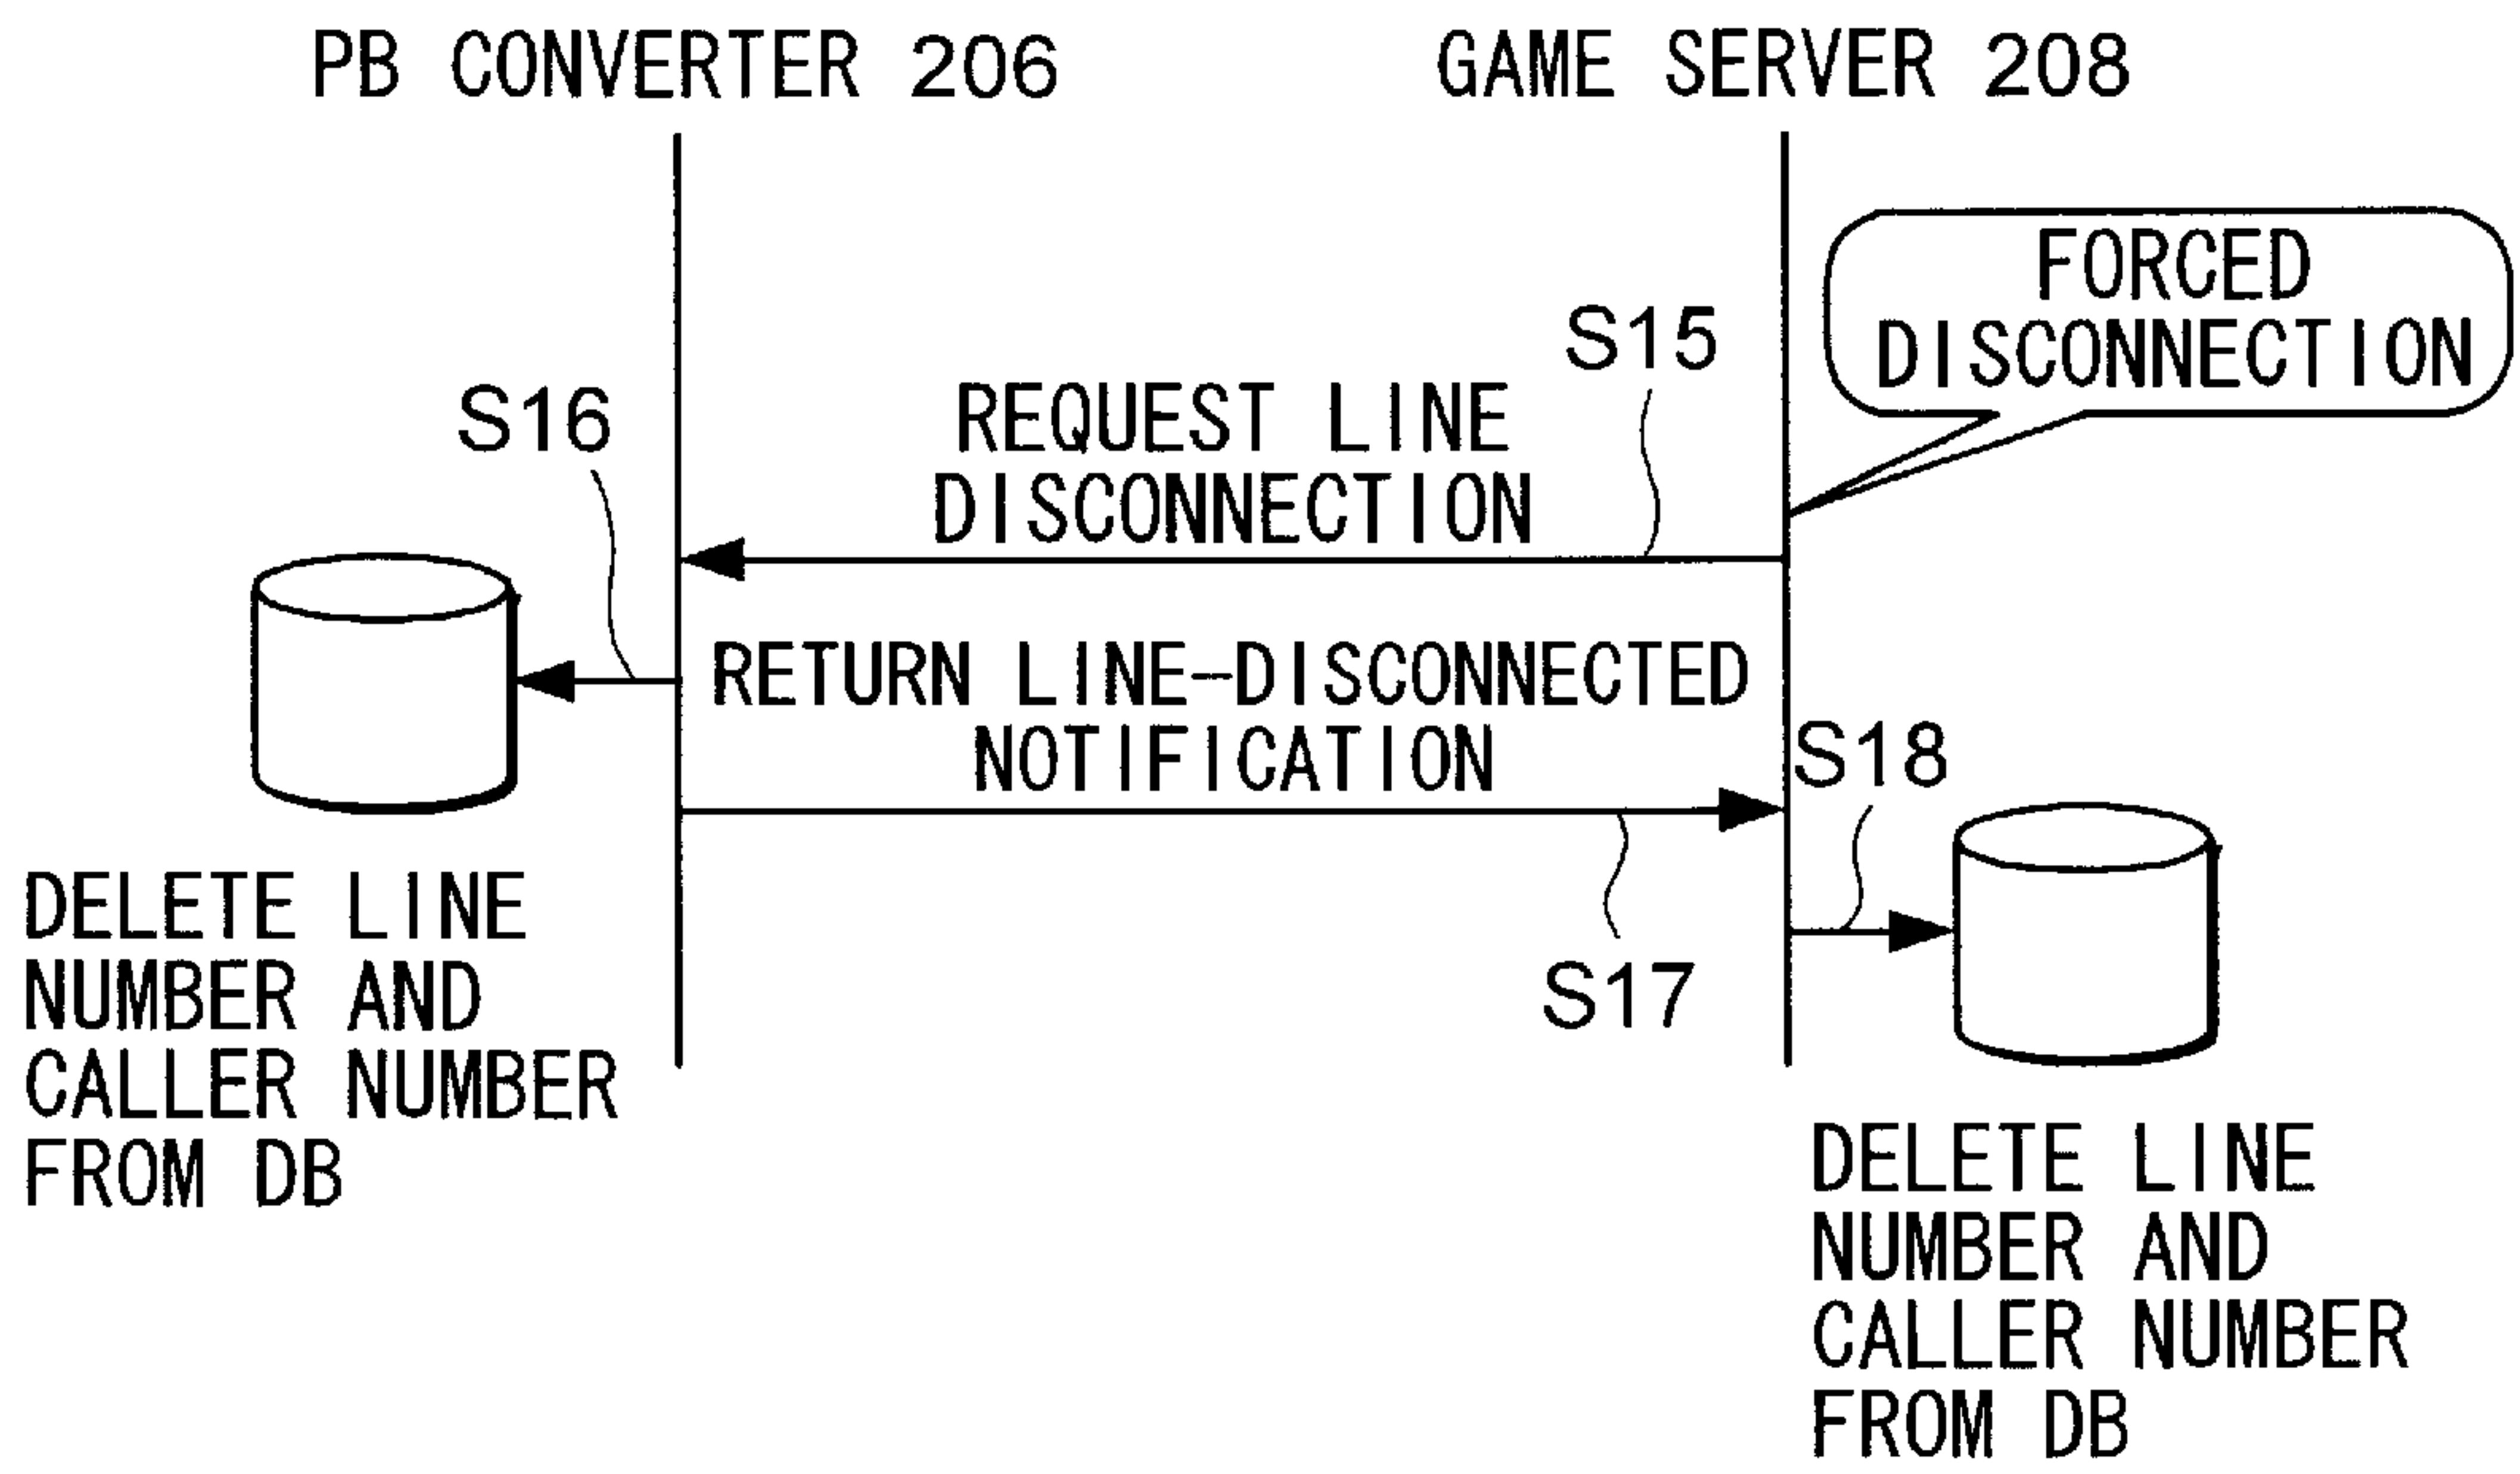 PB CONVERTER 206
GAME SERVER 208
FORCED
DISCONNECTION
S15
REQUEST LINE
DISCONNECTION
S16
RETURN LINE-DISCONNECTED
NOTIFICATION
S18
S17
DELETE LINE
NUMBER AND
CALLER NUMBER
FROM DB
DELETE LINE
NUMBER AND
CALLER NUMBER
FROM DB